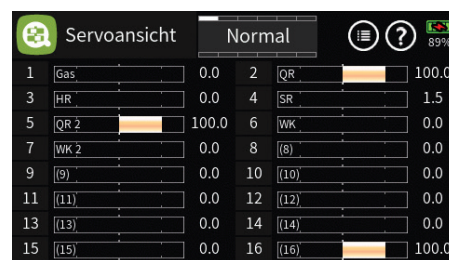 Servoansicht Normal ? 89%
1 Gas 0.0 2 QR 100.0
3 HR 0.0 4 SR 1.5
5 QR 2 100.0 6 WK 0.0
7 WK 2 0.0 8 (8) 0.0
9 (9) 0.0 10 (10) 0.0
11 (11) 0.0 12 (12) 0.0
13 (13) 0.0 14 (14) 0.0
15 (15) 0.0 16 (16) 100.0